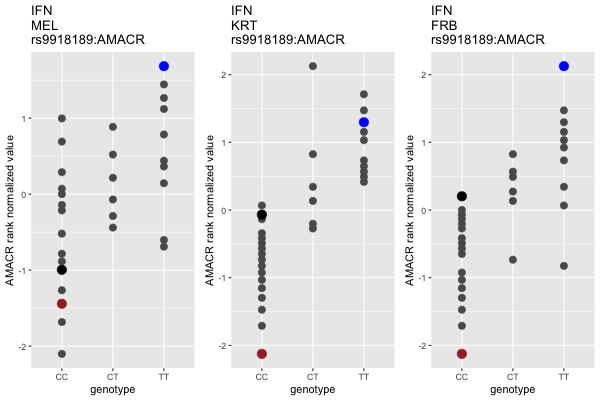 IFN
MEL
rs9918189:AMACR
AMACR rank normalized value
1
0
-1
-2
CC CT TT
genotype
IFN
KRT
rs9918189:AMACR
AMACR rank normalized value
2
1
0
-1
-2
CC CT TT
genotype
IFN
FRB
rs9918189:AMACR
AMACR rank normalized value
2
1
0
-1
-2
CC CT TT
genotype